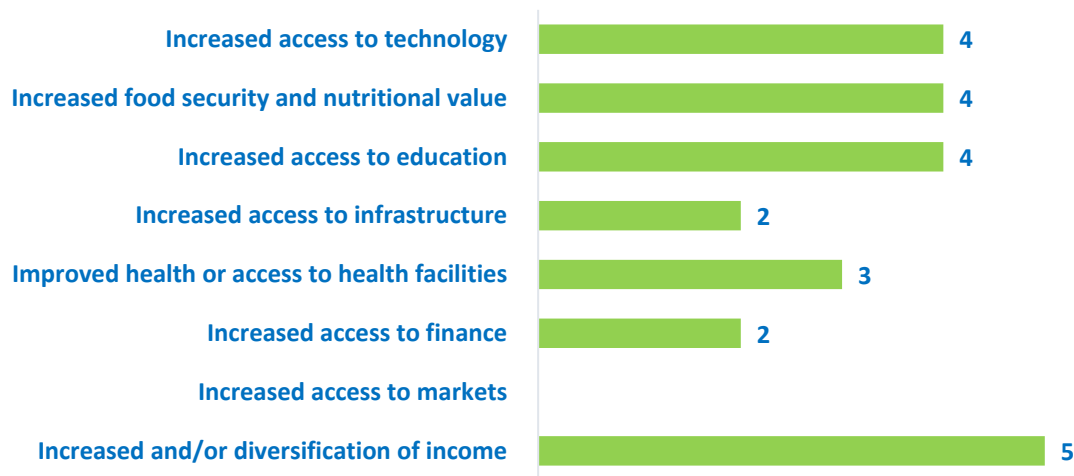 Increased access to technology 4
Increased food security and nutritional value 4
Increased access to education 4
Increased access to infrastructure 2
Improved health or access to health facilities 3
Increased access to finance 2
Increased access to markets
Increased and/or diversification of income 5